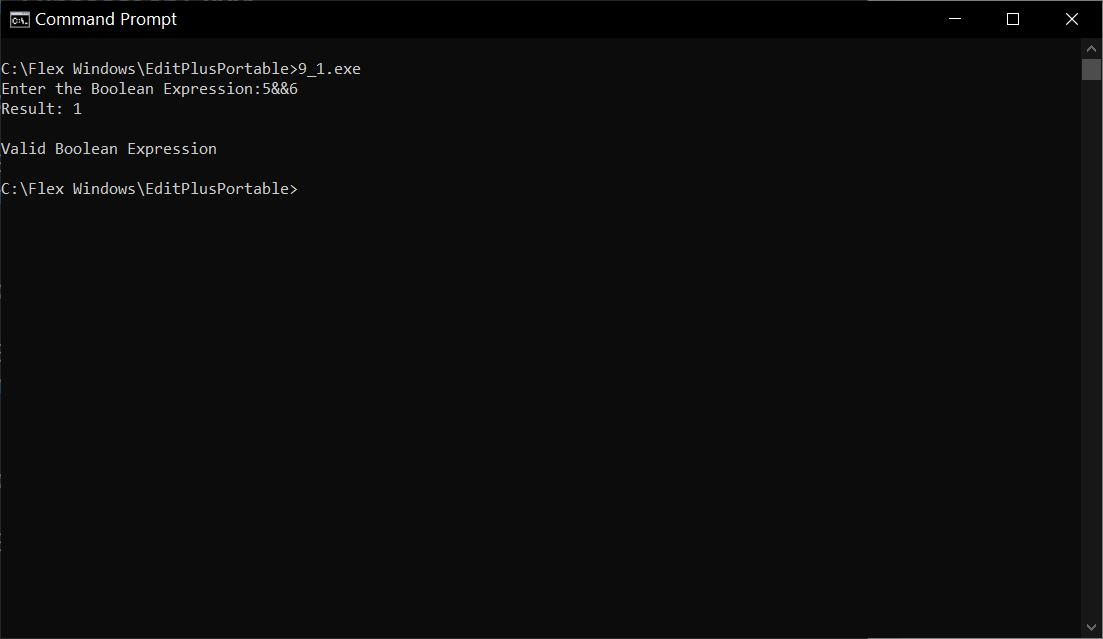 Command Prompt
C:\Flex Windows\EditPlusPortable>9_1.exe
Enter the Boolean Expression:5&&6
Result: 1
Valid Boolean Expression
C:\Flex Windows\EditPlusPortable>